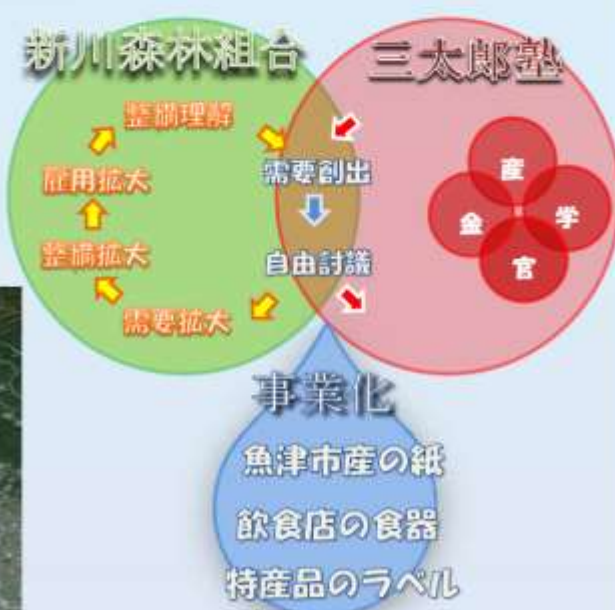 新川森林組合
三太郎塾
整備理解
雇用拡大
整備拡大
需要拡大
需要創出
自由討議
産
金
学
官
事業化
魚津市産の紙
飲食店の食器
特産品のラベル